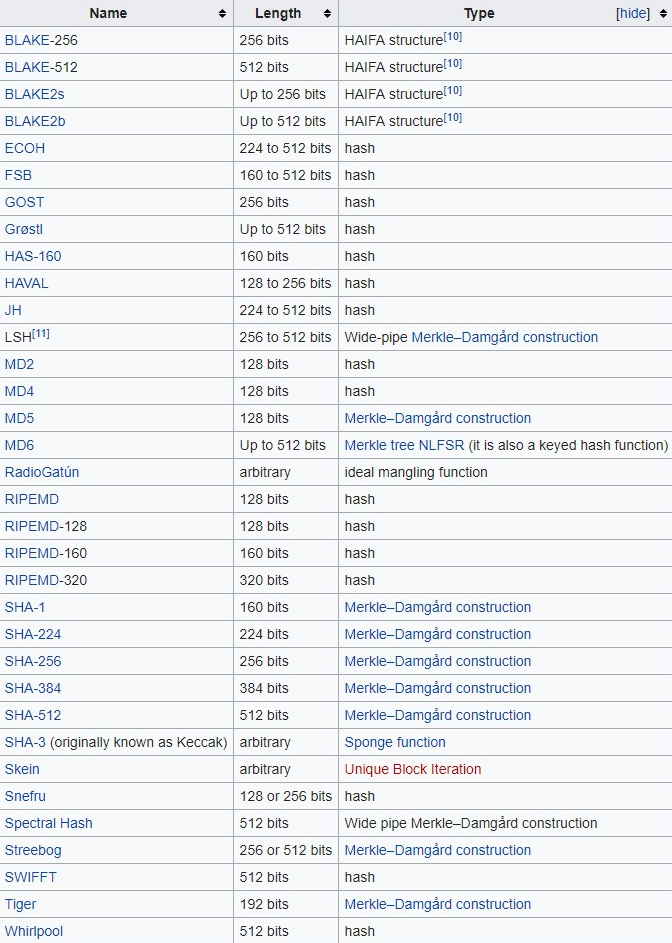 Name Length Type [hide]
BLAKE-256 256 bits HAIFA structure[10]
BLAKE-512 512 bits HAIFA structure[10]
BLAKE2s Up to 256 bits HAIFA structure[10]
BLAKE2b Up to 512 bits HAIFA structure[10]
ECOH 224 to 512 bits hash
FSB 160 to 512 bits hash
GOST 256 bits hash
Grøstl Up to 512 bits hash
HAS-160 160 bits hash
HAVAL 128 to 256 bits hash
JH 224 to 512 bits hash
LSH[11] 256 to 512 bits Wide-pipe Merkle–Damgård construction
MD2 128 bits hash
MD4 128 bits hash
MD5 128 bits Merkle–Damgård construction
MD6 Up to 512 bits Merkle tree NLFSR (it is also a keyed hash function)
RadioGatún arbitrary ideal mangling function
RIPEMD 128 bits hash
RIPEMD-128 128 bits hash
RIPEMD-160 160 bits hash
RIPEMD-320 320 bits hash
SHA-1 160 bits Merkle–Damgård construction
SHA-224 224 bits Merkle–Damgård construction
SHA-256 256 bits Merkle–Damgård construction
SHA-384 384 bits Merkle–Damgård construction
SHA-512 512 bits Merkle–Damgård construction
SHA-3 (originally known as Keccak) arbitrary Sponge function
Skein arbitrary Unique Block Iteration
Snefru 128 or 256 bits hash
Spectral Hash 512 bits Wide pipe Merkle–Damgård construction
Streebog 256 or 512 bits Merkle–Damgård construction
SWIFFT 512 bits hash
Tiger 192 bits Merkle–Damgård construction
Whirlpool 512 bits hash